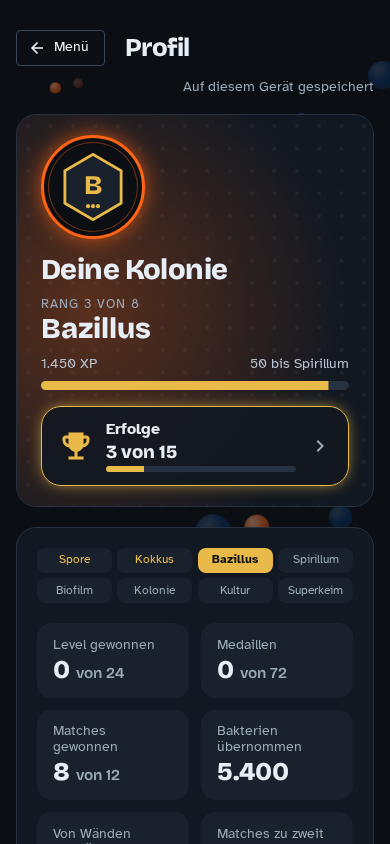 Menü
Profil
Auf diesem Gerät gespeichert
B
Deine Kolonie
RANG 3 VON 8
Bazillus
1.450 XP
50 bis Spirillum
Erfolge
3 von 15
Spore Kokkus Bazillus Spirillum
Biofilm Kolonie Kultur Superkeim
Level gewonnen
0 von 24
Medaillen
0 von 72
Matches
gewonnen
8 von 12
Bakterien
übernommen
5.400
Von Wänden
Matches zu zweit